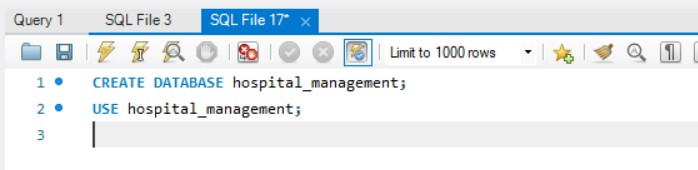 Query 1 SQL File 3 SQL File 17* ×
Limit to 1000 rows
1 CREATE DATABASE hospital_management;
2 USE hospital_management;
3